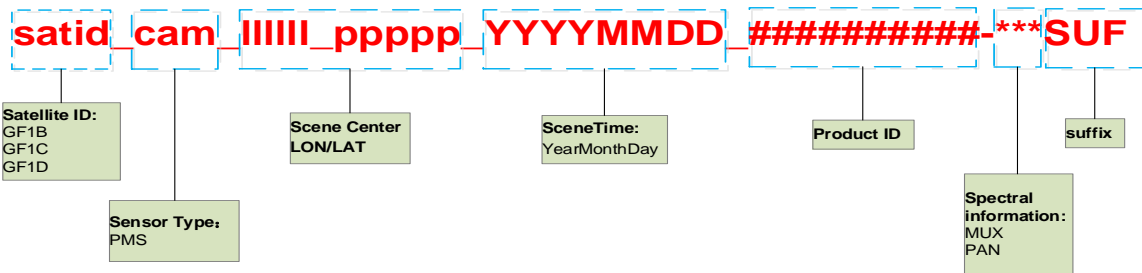 satid_cam_llllll_ppppp_YYYYMMDD_##########-***SUF
Satellite ID:
GF1B
GF1C
GF1D
Sensor Type：
PMS
Scene Center
LON/LAT
SceneTime:
YearMonthDay
Product ID
Spectral
information:
MUX
PAN
suffix